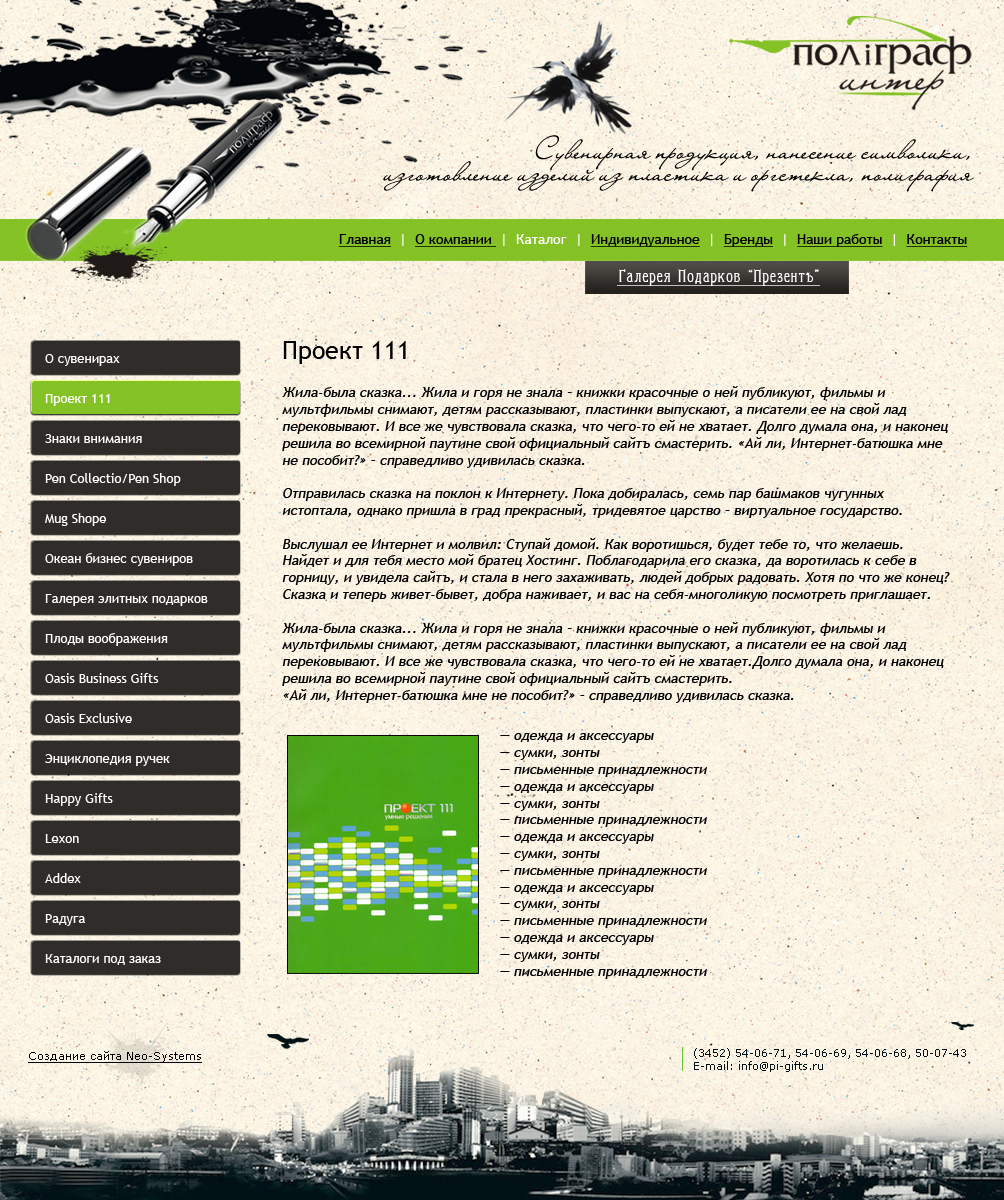 поліграф
интер
Сувенирная продукция, нанесение символики,
изготовление изделий из пластика и оргстекла, полиграфия
поліграф
Главная | О компании | Каталог | Индивидуальное | Бренды | Наши работы | Контакты
Галерея Подарков “Презентъ”
О сувенирах
Проект 111
Знаки внимания
Pen Collectio/Pen Shop
Mug Shope
Океан бизнес сувениров
Галерея элитных подарков
Плоды воображения
Oasis Business Gifts
Oasis Exclusive
Энциклопедия ручек
Happy Gifts
Lexon
Addex
Радуга
Каталоги под заказ
Проект 111
Жила-была сказка... Жила и горя не знала – книжки красочные о ней публикуют, фильмы и
мультфильмы снимают, детям рассказывают, пластинки выпускают, а писатели ее на свой лад
перековывают. И все же чувствовала сказка, что чего-то ей не хватает. Долго думала она, и наконец
решила во всемирной паутине свой официальный сайтъ смастерить. «Ай ли, Интернет-батюшка мне
не пособит?» – справедливо удивилась сказка.
Отправилась сказка на поклон к Интернету. Пока добиралась, семь пар башмаков чугунных
истоптала, однако пришла в град прекрасный, тридевятое царство – виртуальное государство.
Выслушал ее Интернет и молвил: Ступай домой. Как воротишься, будет тебе то, что желаешь.
Найдет и для тебя место мой братец Хостинг. Поблагодарила его сказка, да воротилась к себе в
горницу, и увидела сайтъ, и стала в него захаживать, людей добрых радовать. Хотя по что же конец?
Сказка и теперь живет-бывет, добра наживает, и вас на себя-многоликую посмотреть приглашает.
Жила-была сказка... Жила и горя не знала – книжки красочные о ней публикуют, фильмы и
мультфильмы снимают, детям рассказывают, пластинки выпускают, а писатели ее на свой лад
перековывают. И все же чувствовала сказка, что чего-то ей не хватает.Долго думала она, и наконец
решила во всемирной паутине свой официальный сайтъ смастерить.
«Ай ли, Интернет-батюшка мне не пособит?» – справедливо удивилась сказка.
ПРОЕКТ 111
умные решения
— одежда и аксессуары
— сумки, зонты
— письменные принадлежности
— одежда и аксессуары
— сумки, зонты
— письменные принадлежности
— одежда и аксессуары
— сумки, зонты
— письменные принадлежности
— одежда и аксессуары
— сумки, зонты
— письменные принадлежности
— одежда и аксессуары
— сумки, зонты
— письменные принадлежности
Создание сайта Neo-Systems
(3452) 54-06-71, 54-06-69, 54-06-68, 50-07-43
E-mail: info@pi-gifts.ru